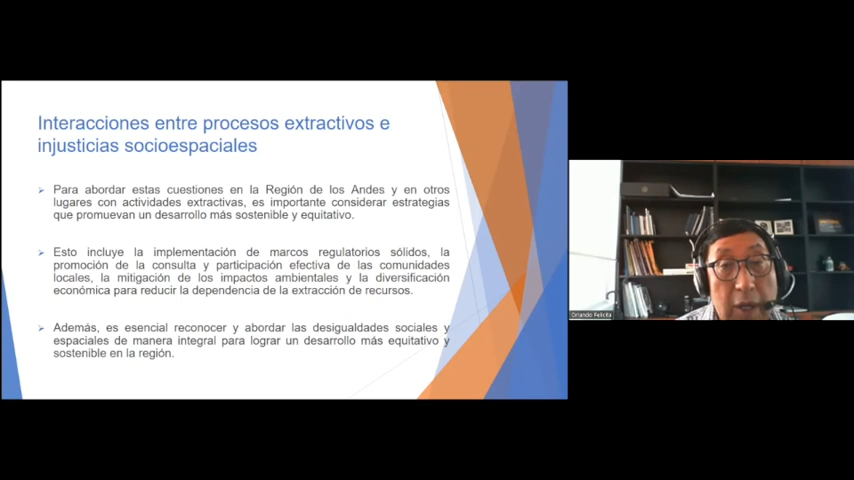 Interacciones entre procesos extractivos e
injusticias socioespaciales
Para abordar estas cuestiones en la Región de los Andes y en otros
lugares con actividades extractivas, es importante considerar estrategias
que promuevan un desarrollo más sostenible y equitativo.
Esto incluye la implementación de marcos regulatorios sólidos, la
promoción de la consulta y participación efectiva de las comunidades
locales, la mitigación de los impactos ambientales y la diversificación
económica para reducir la dependencia de la extracción de recursos.
Además, es esencial reconocer y abordar las desigualdades sociales y
espaciales de manera integral para lograr un desarrollo más equitativo y
sostenible en la región.
Orlando Felicita